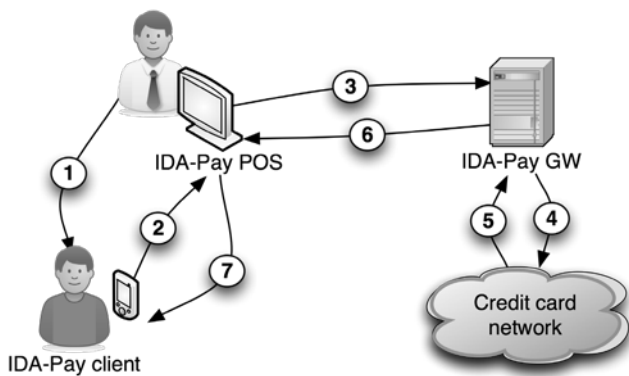 3
6
IDA-Pay POS
IDA-Pay GW
1
2
5
4
7
Credit card
network
IDA-Pay client